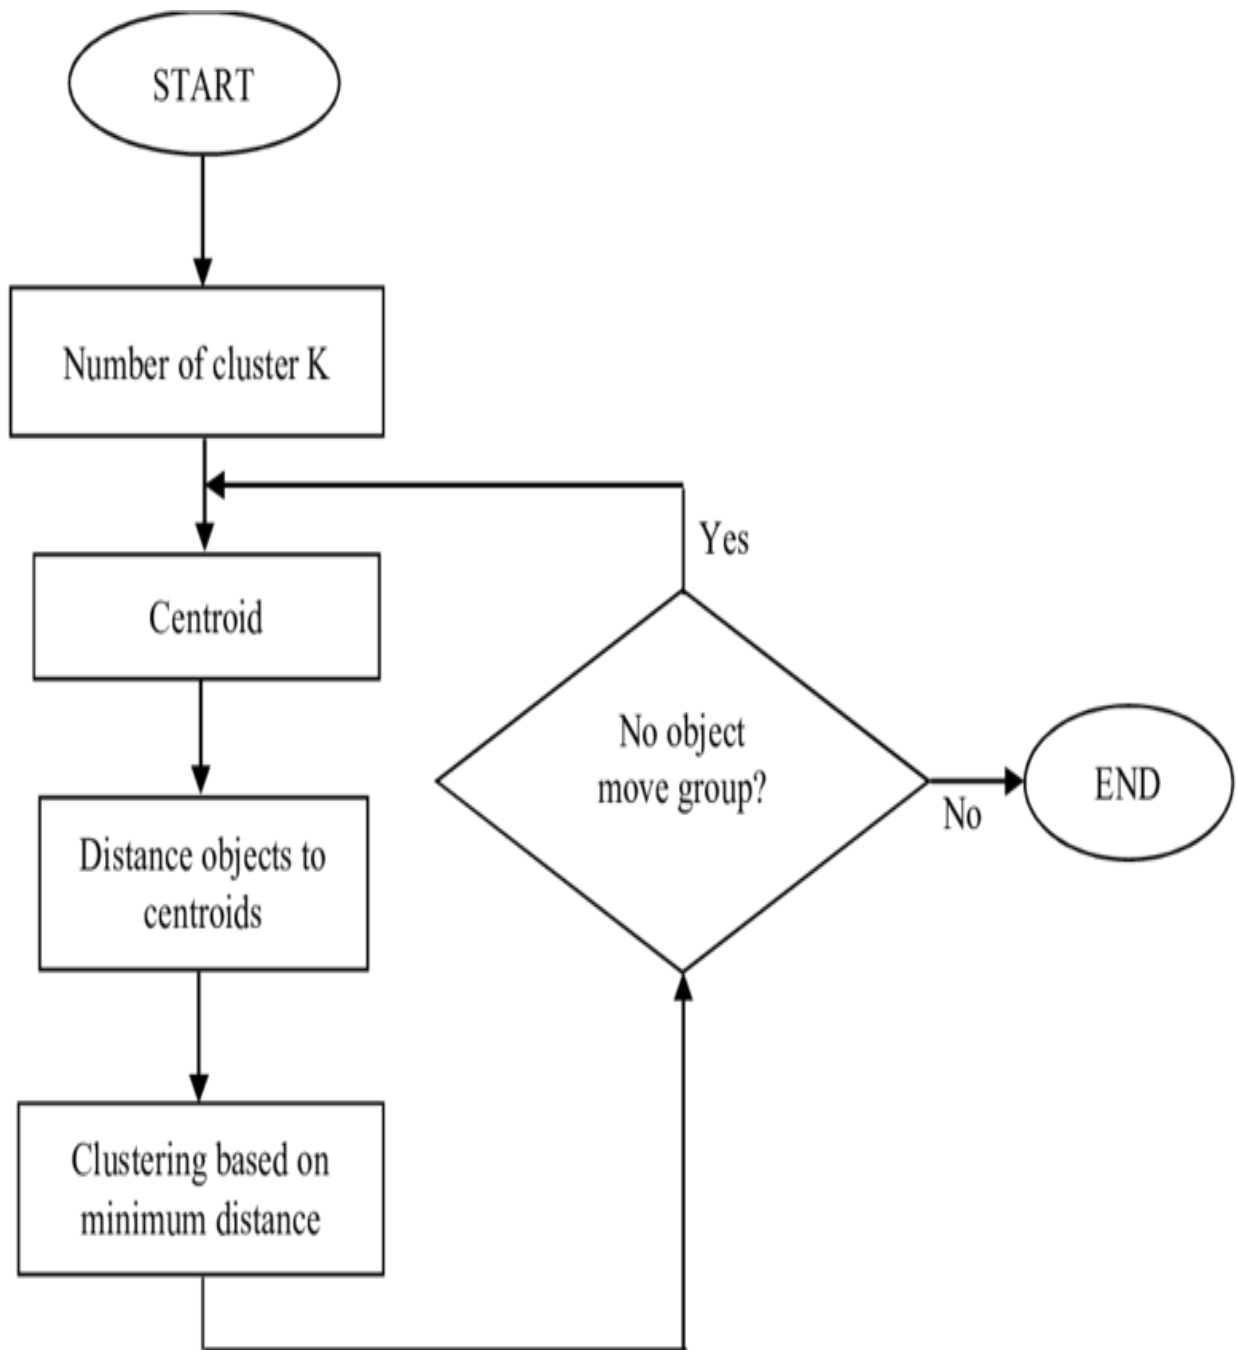 START
Number of cluster K
Centroid
Distance objects to
centroids
Clustering based on
minimum distance
No object
move group?
Yes
No
END